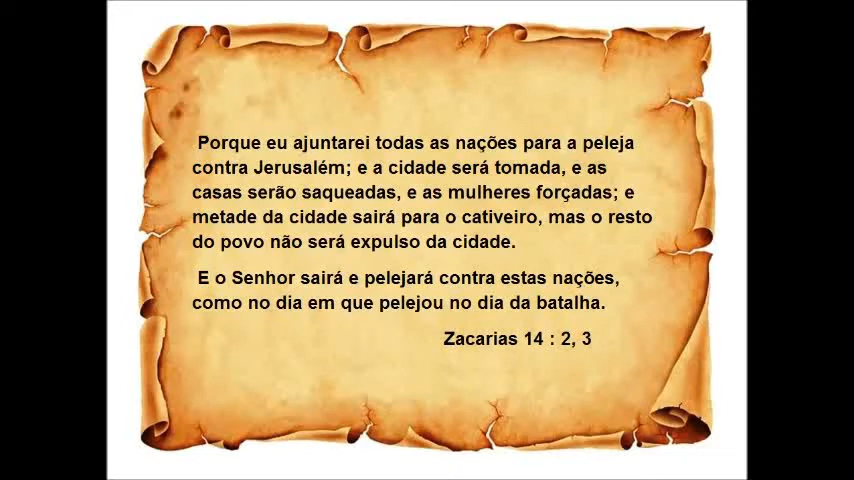 Porque eu ajuntarei todas as nações para a peleja
contra Jerusalém; e a cidade será tomada, e as
casas serão saqueadas, e as mulheres forçadas; e
metade da cidade sairá para o cativeiro, mas o resto
do povo não será expulso da cidade.
E o Senhor sairá e pelejará contra estas nações,
como no dia em que pelejou no dia da batalha.
Zacarias 14 : 2, 3